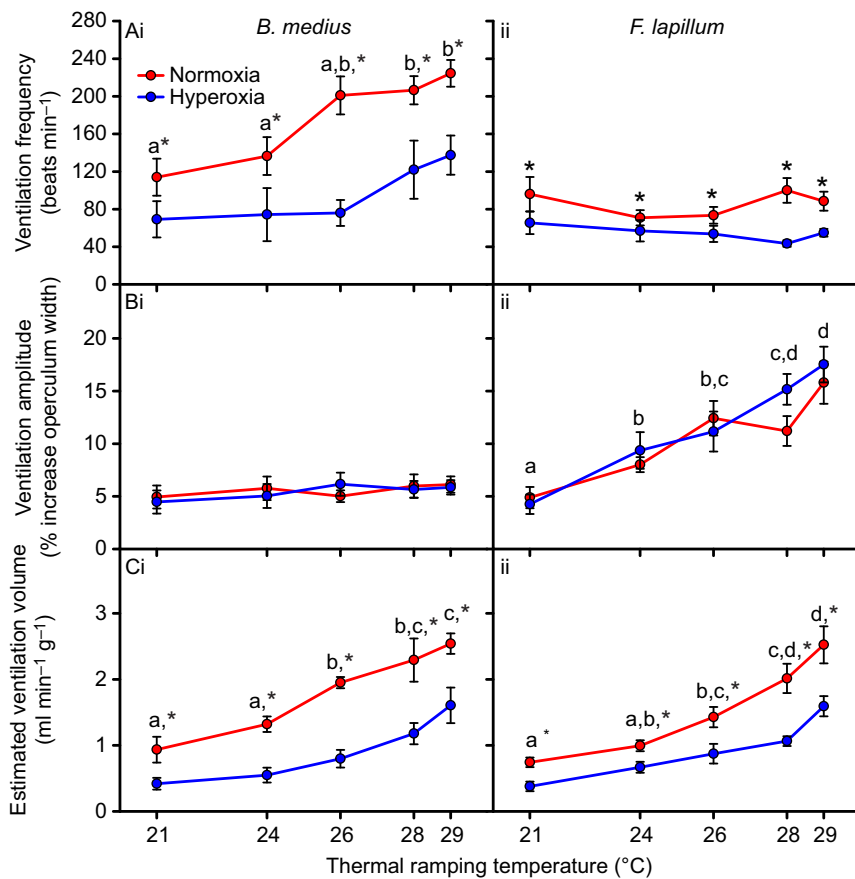 Ai
B. medius
ii
F. lapillum
Ventilation frequency
(beats min–1)
280
240
200
160
120
80
40
0
Normoxia
Hyperoxia
a*
a*
a,b,*
b,*
b*
*
*
*
*
*
Bi
ii
Ventilation amplitude
(% increase operculum width)
20
15
10
5
0
a
b
b,c
c,d
d
Ci
ii
Estimated ventilation volume
(ml min–1 g–1)
3
2
1
0
a,*
a,*
b,*
b,c,*
c,*
a *
a,b,*
b,c,*
c,d,*
d,*
21 24 26 28 29
21 24 26 28 29
Thermal ramping temperature (°C)